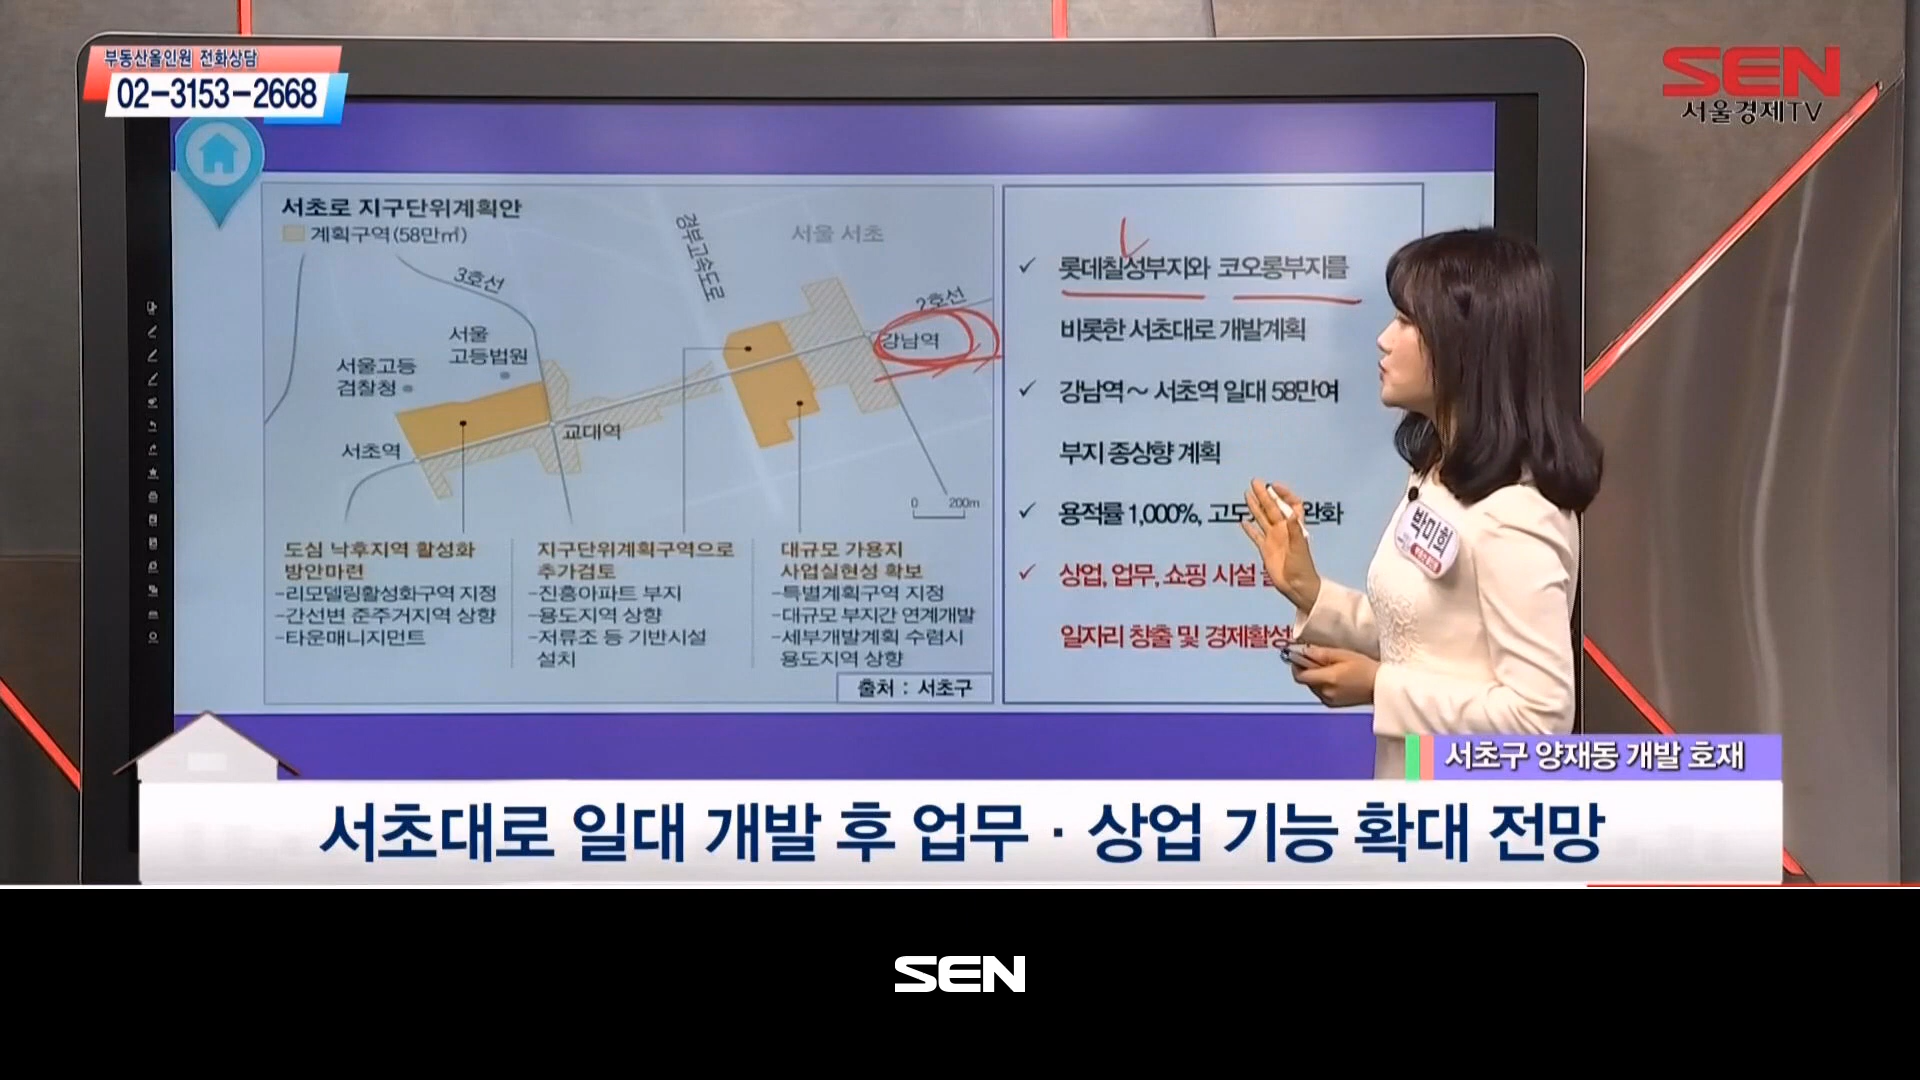 부동산올인원 전화상담
02-3153-2668
SEN
서울경제TV
서초로 지구단위계획안
계획구역(58만㎡)
3호선
경부고속도로
서울 서초
2호선
강남역
서울
고등법원
서울고등
검찰청
서초역
교대역
0 200m
도심 낙후지역 활성화
방안마련
-리모델링활성화구역 지정
-간선변 준주거지역 상향
-타운매니지먼트
지구단위계획구역으로
추가검토
-진흥아파트 부지
-용도지역 상향
-저류조 등 기반시설
설치
대규모 가용지
사업실현성 확보
-특별계획구역 지정
-대규모 부지간 연계개발
-세부개발계획 수렴시
용도지역 상향
출처 : 서초구
✓ 롯데칠성부지와 코오롱부지를
비롯한 서초대로 개발계획
✓ 강남역~ 서초역 일대 58만여
부지 종상향 계획
✓ 용적률 1,000%, 고도 완화
✓ 상업, 업무, 쇼핑 시설
일자리 창출 및 경제활성
박미희
서초구 양재동 개발 호재
서초대로 일대 개발 후 업무 · 상업 기능 확대 전망
SEN